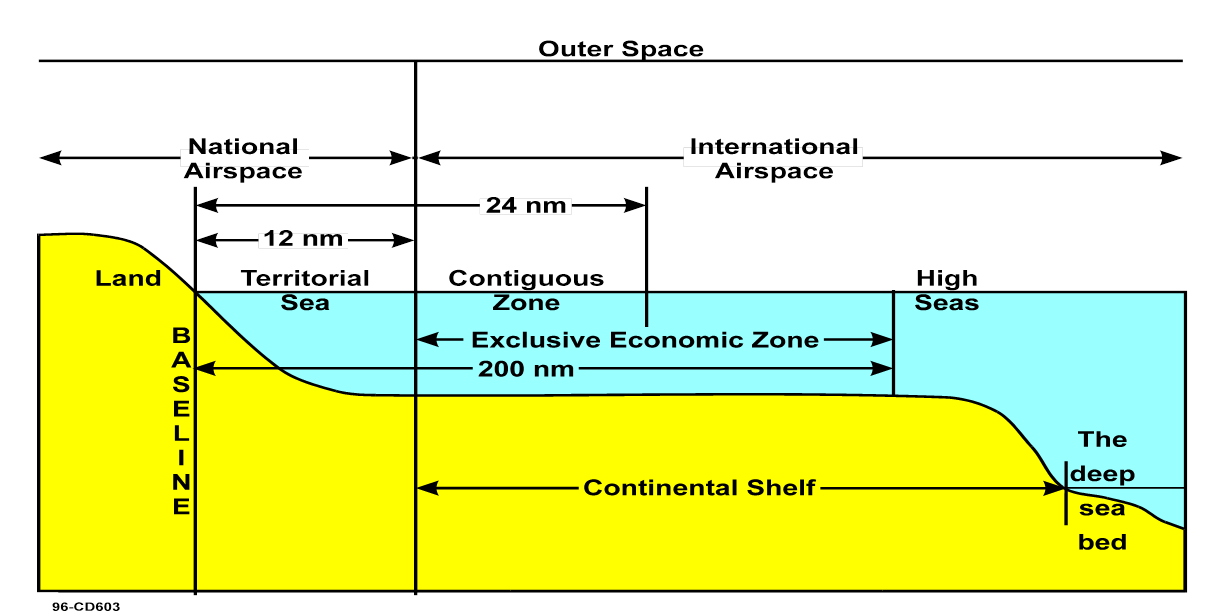 Outer Space
National
Airspace
International
Airspace
24 nm
12 nm
Land
Territorial
Sea
Contiguous
Zone
High
Seas
Exclusive Economic Zone
200 nm
B
A
S
E
L
I
N
E
Continental Shelf
The
deep
sea
bed
96-CD603